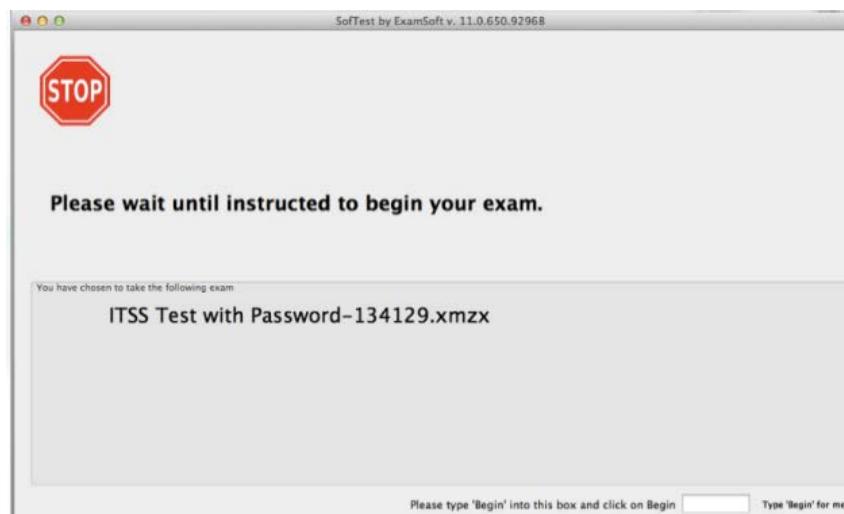 SofTest by ExamSoft v. 11.0.650.92968
STOP
Please wait until instructed to begin your exam.
You have chosen to take the following exam
ITSS Test with Password-134129.xmzx
Please type 'Begin' into this box and click on Begin Type 'Begin' for me